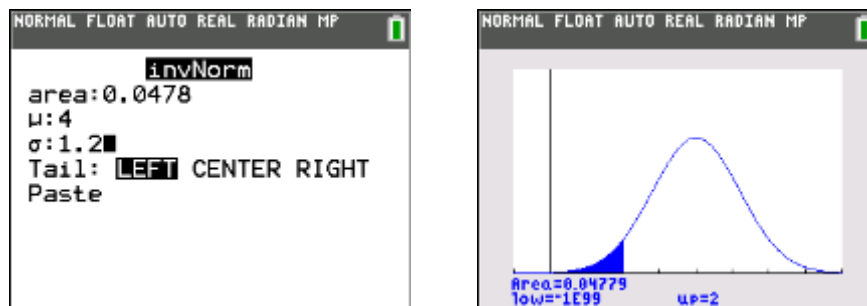 NORMAL FLOAT AUTO REAL RADIAN MP
invNorm
area:0.0478
μ:4
σ:1.2
Tail: LEFT CENTER RIGHT
Paste
NORMAL FLOAT AUTO REAL RADIAN MP
Area=0.04779
low=-1E99 up=2